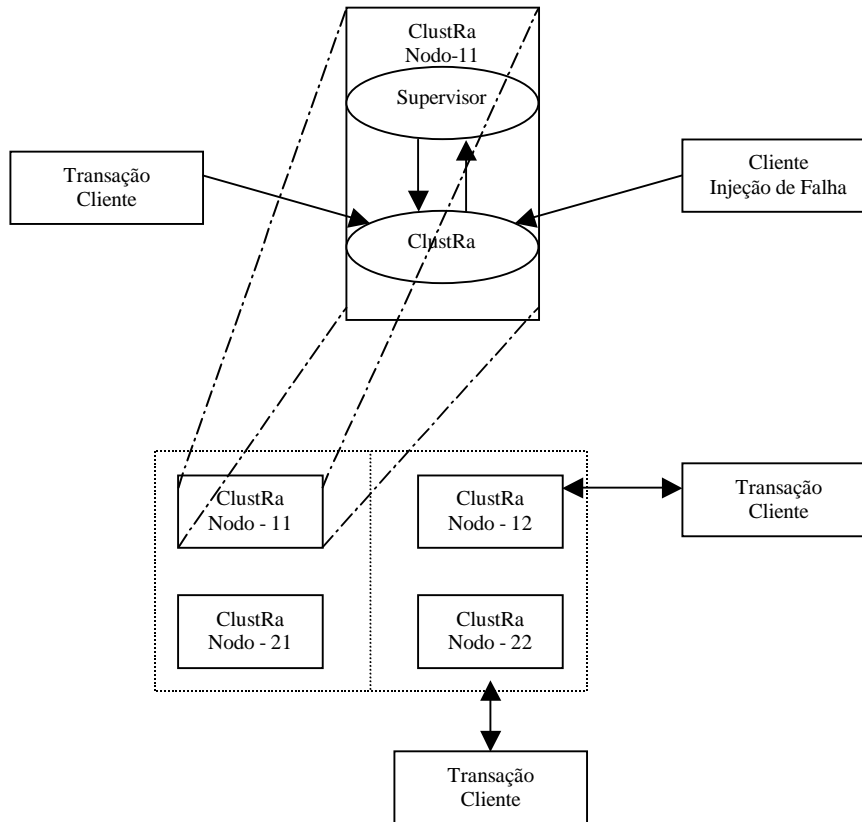 ClustRa
Nodo-11
Supervisor
Transação
Cliente
Cliente
Injeção de Falha
ClustRa
ClustRa
Nodo - 11
ClustRa
Nodo - 12
Transação
Cliente
ClustRa
Nodo - 21
ClustRa
Nodo - 22
Transação
Cliente